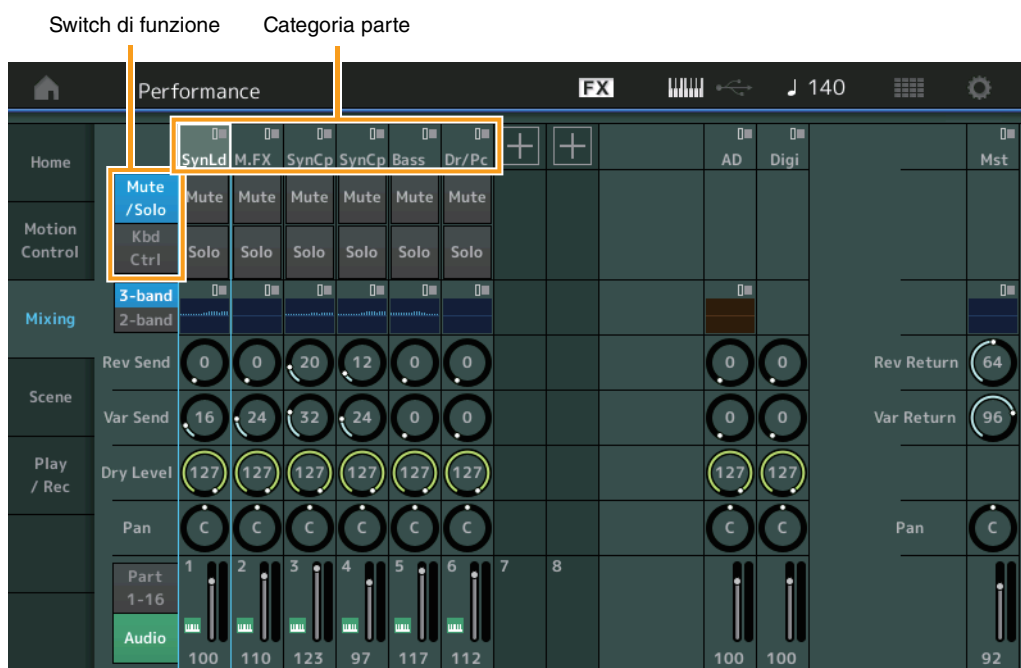 Switch di funzione Categoria parte
Performance FX 140
Home SynLd M.FX SynCp SynCp Bass Dr/Pc AD Digi Mst
Mute /Solo Mute Mute Mute Mute Mute Mute
Motion Control Kbd Ctrl Solo Solo Solo Solo Solo Solo
Mixing 3-band 2-band
Rev Send 0 0 20 12 0 0 0 0 Rev Return 64
Scene
Var Send 16 24 32 24 0 0 0 0 Var Return 96
Play / Rec
Dry Level 127 127 127 127 127 127 127 127
Pan C C C C C C C C Pan C
Part 1-16 1 2 3 4 5 6 7 8
Audio 100 110 123 97 117 112 100 100 92